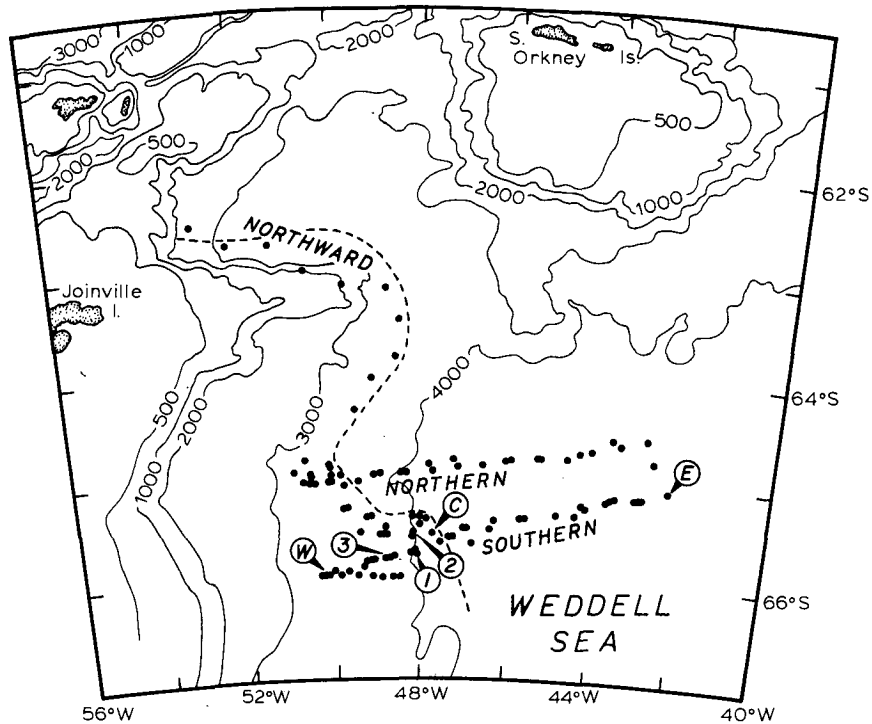 3000
1000
2000
S.
Orkney Is.
500
500
2000
2000
1000
62°S
NORTHWARD
Joinville
I.
4000
64°S
500
2000
3000
1000
NORTHERN
E
C
SOUTHERN
3
W
2
1
WEDDELL
SEA
66°S
56°W
52°W
48°W
44°W
40°W